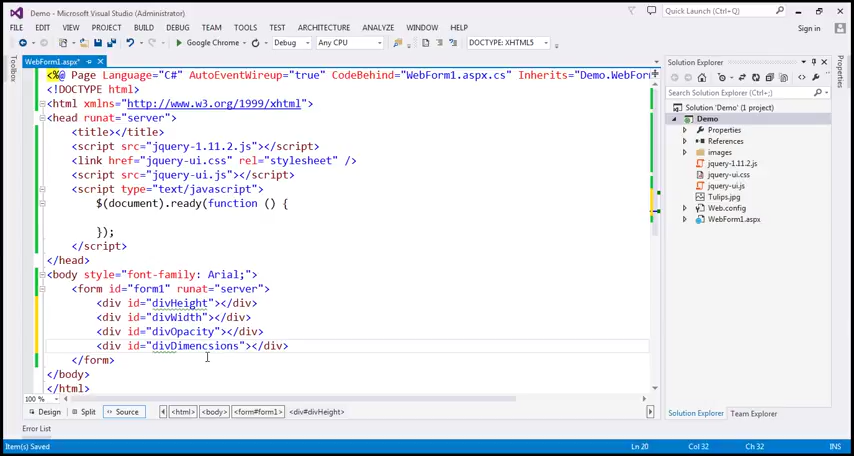 Demo - Microsoft Visual Studio (Administrator)
Quick Launch (Ctrl+Q)
FILE EDIT VIEW PROJECT BUILD DEBUG TEAM TOOLS TEST ARCHITECTURE ANALYZE WINDOW HELP
Sign in
Google Chrome Debug Any CPU DOCTYPE: XHTML5
Toolbox
WebForm1.aspx*
<%@ Page Language="C#" AutoEventWireup="true" CodeBehind="WebForm1.aspx.cs" Inherits="Demo.WebForm
<!DOCTYPE html>
<html xmlns="http://www.w3.org/1999/xhtml">
<head runat="server">
<title></title>
<script src="jquery-1.11.2.js"></script>
<link href="jquery-ui.css" rel="stylesheet" />
<script src="jquery-ui.js"></script>
<script type="text/javascript">
$(document).ready(function () {
});
</script>
</head>
<body style="font-family: Arial;">
<form id="form1" runat="server">
<div id="divHeight"></div>
<div id="divWidth"></div>
<div id="divOpacity"></div>
<div id="divDimencsions"></div>
</form>
</body>
</html>
100 %
Design Split Source <html> <body> <form#form1> <div#divHeight>
Error List
Solution Explorer
Search Solution Explorer (Ctrl+;)
Solution 'Demo' (1 project)
Demo
Properties
References
images
jquery-1.11.2.js
jquery-ui.css
jquery-ui.js
Tulips.jpg
Web.config
WebForm1.aspx
Solution Explorer Team Explorer
Item(s) Saved Ln 20 Col 32 Ch 32 INS